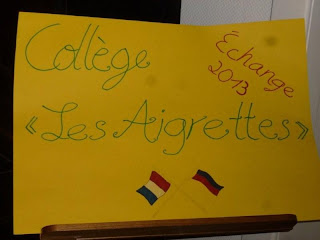 Collège
Échange
2013
« Les Aigrettes »